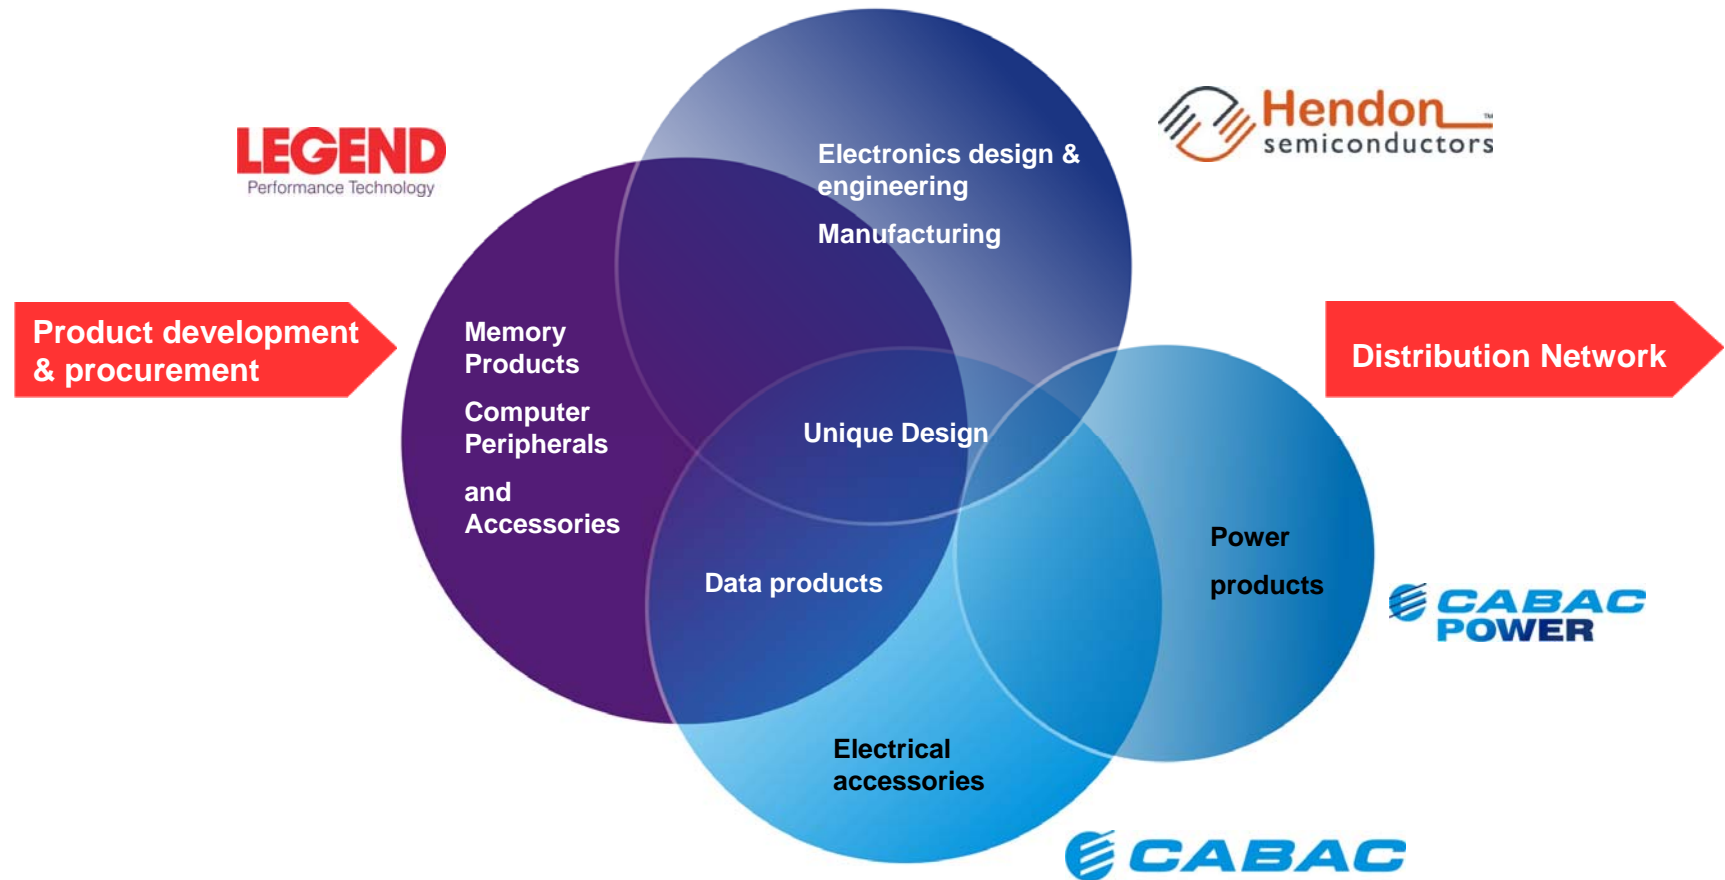 LEGEND
Performance Technology
Hendon™
semiconductors
Electronics design &
engineering
Manufacturing
Product development
& procurement
Memory
Products
Computer
Peripherals
and
Accessories
Unique Design
Distribution Network
Data products
Power
products
CABAC
POWER
Electrical
accessories
CABAC